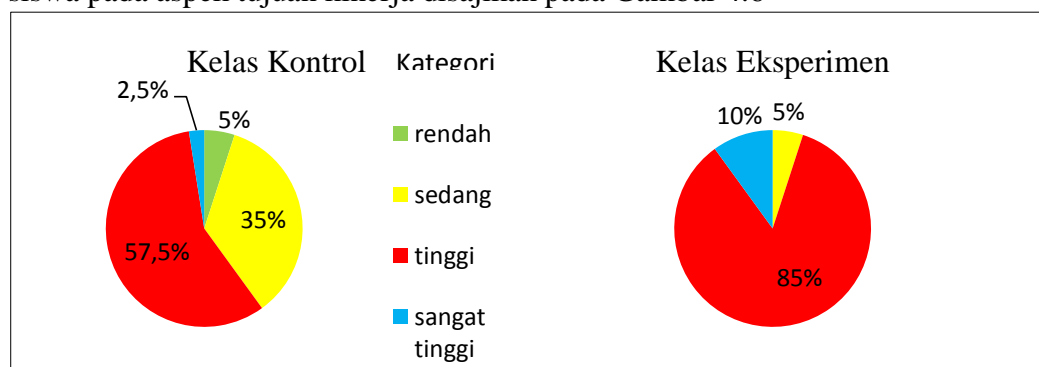 siswa pada aspek tujuan kinerja disajikan pada Gambar 4.6
Kelas Kontrol
Kategori
Kelas Eksperimen
2,5%
5%
35%
57,5%
rendah
sedang
tinggi
sangat
tinggi
10%
5%
85%